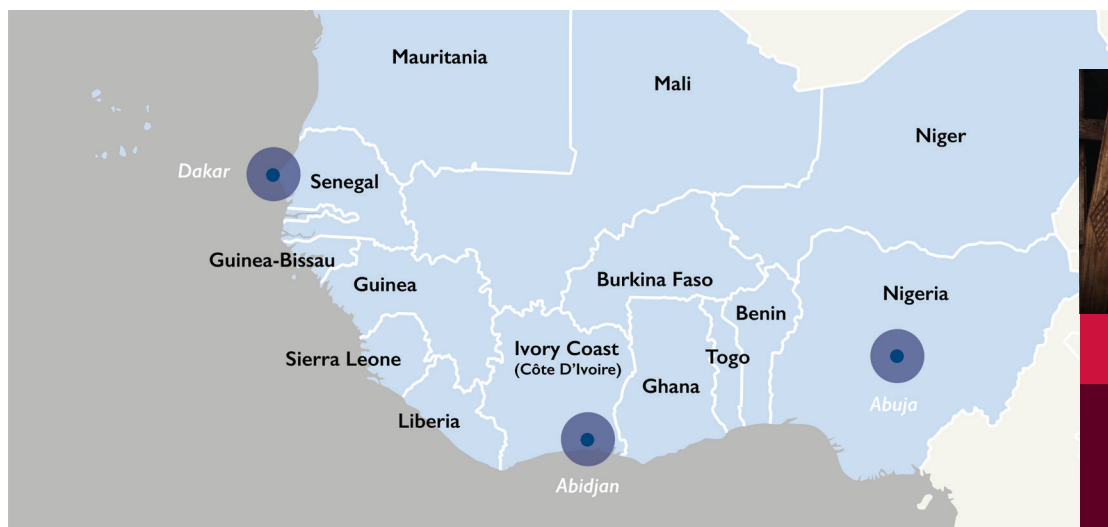 Mauritania
Mali
Niger
Dakar
Senegal
Guinea-Bissau
Guinea
Burkina Faso
Nigeria
Benin
Ivory Coast
(Côte D'Ivoire)
Sierra Leone
Togo
Ghana
Liberia
Abuja
Abidjan